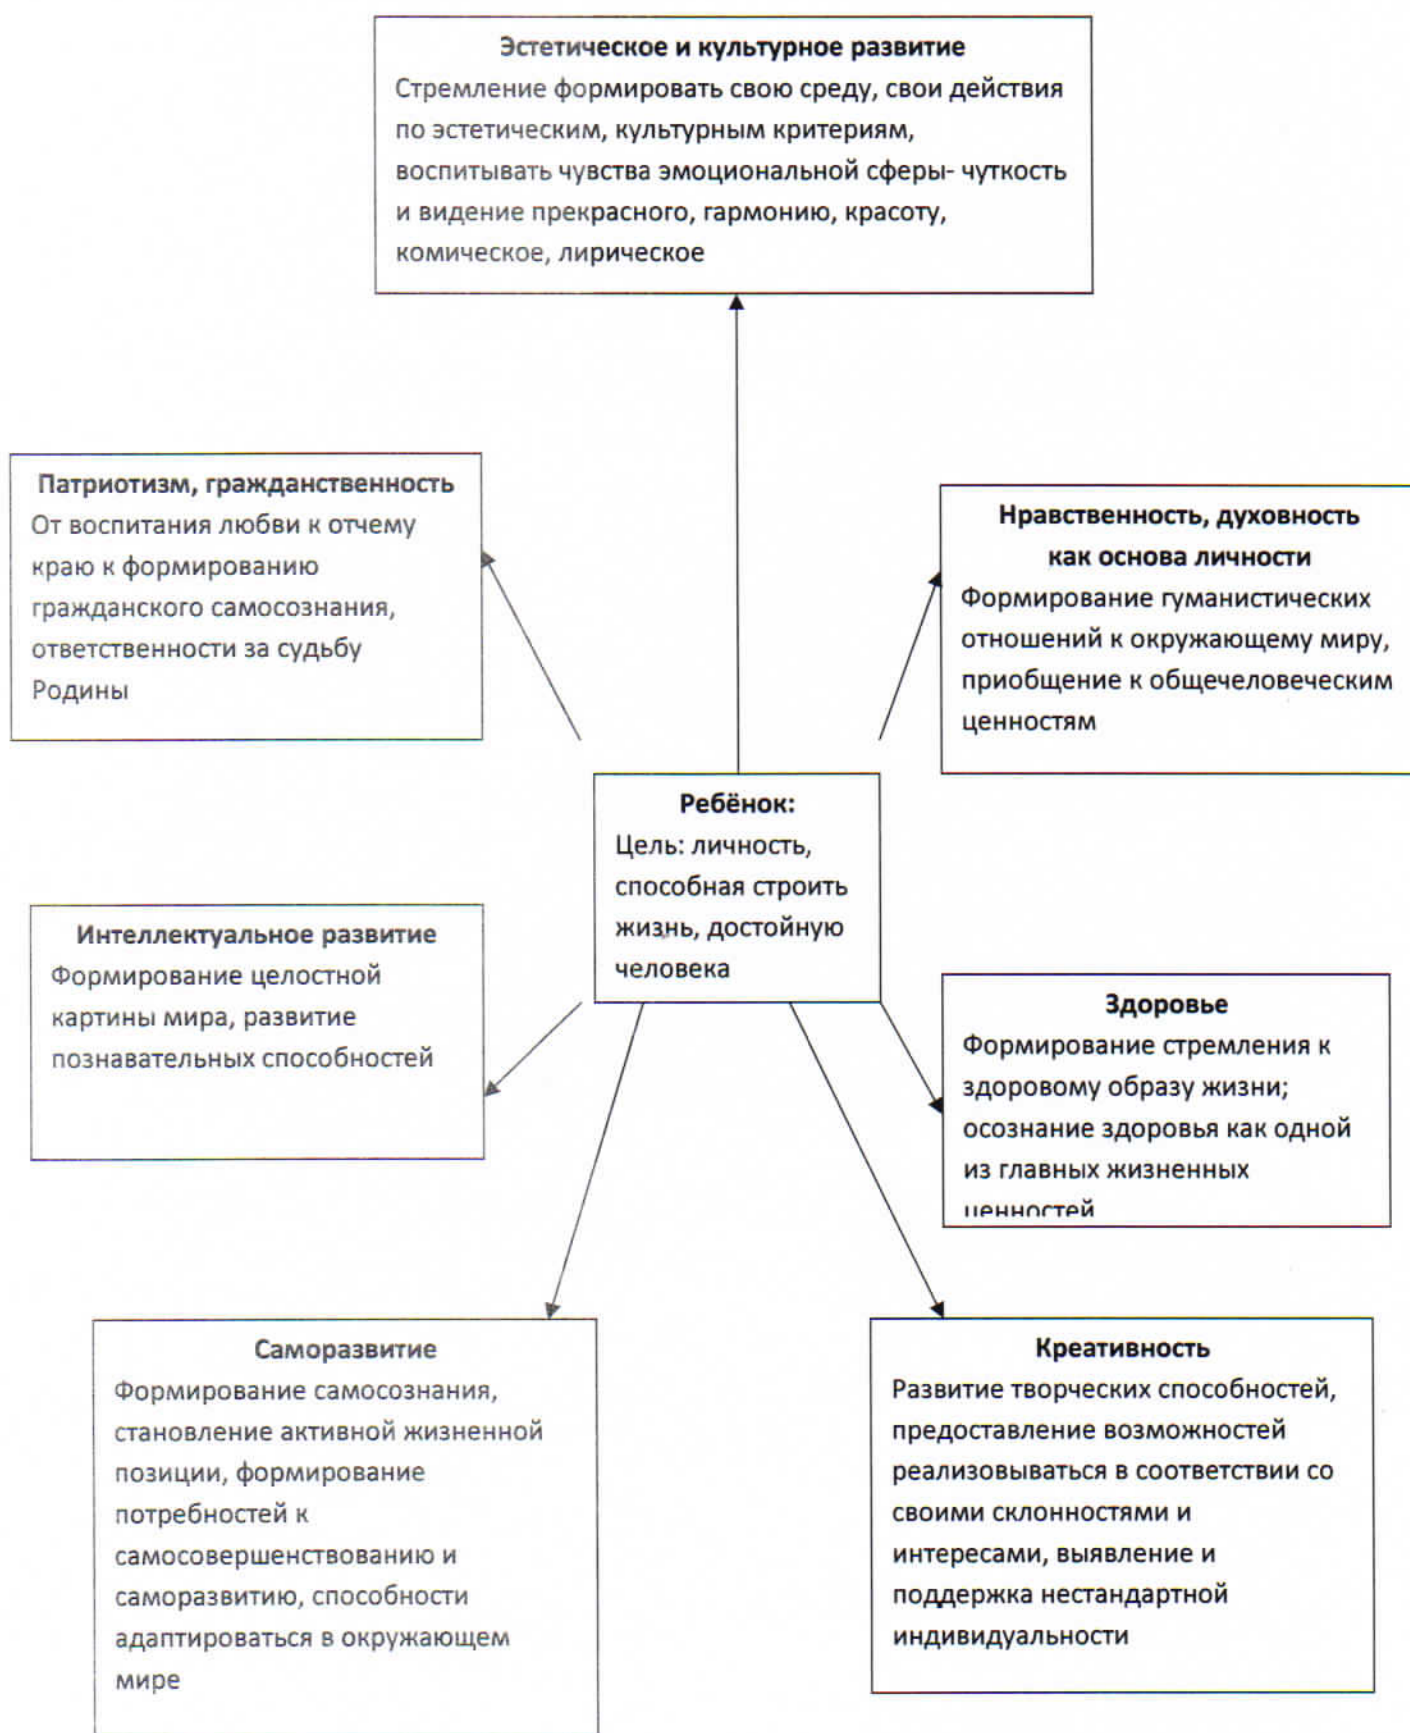 Эстетическое и культурное развитие
Стремление формировать свою среду, свои действия
по эстетическим, культурным критериям,
воспитывать чувства эмоциональной сферы- чуткость
и видение прекрасного, гармонию, красоту,
комическое, лирическое
Патриотизм, гражданственность
От воспитания любви к отчему
краю к формированию
гражданского самосознания,
ответственности за судьбу
Родины
Нравственность, духовность
как основа личности
Формирование гуманистических
отношений к окружающему миру,
приобщение к общечеловеческим
ценностям
Ребёнок:
Цель: личность,
способная строить
жизнь, достойную
человека
Интеллектуальное развитие
Формирование целостной
картины мира, развитие
познавательных способностей
Здоровье
Формирование стремления к
здоровому образу жизни;
осознание здоровья как одной
из главных жизненных
ценностей
Саморазвитие
Формирование самосознания,
становление активной жизненной
позиции, формирование
потребностей к
самосовершенствованию и
саморазвитию, способности
адаптироваться в окружающем
мире
Креативность
Развитие творческих способностей,
предоставление возможностей
реализовываться в соответствии со
своими склонностями и
интересами, выявление и
поддержка нестандартной
индивидуальности